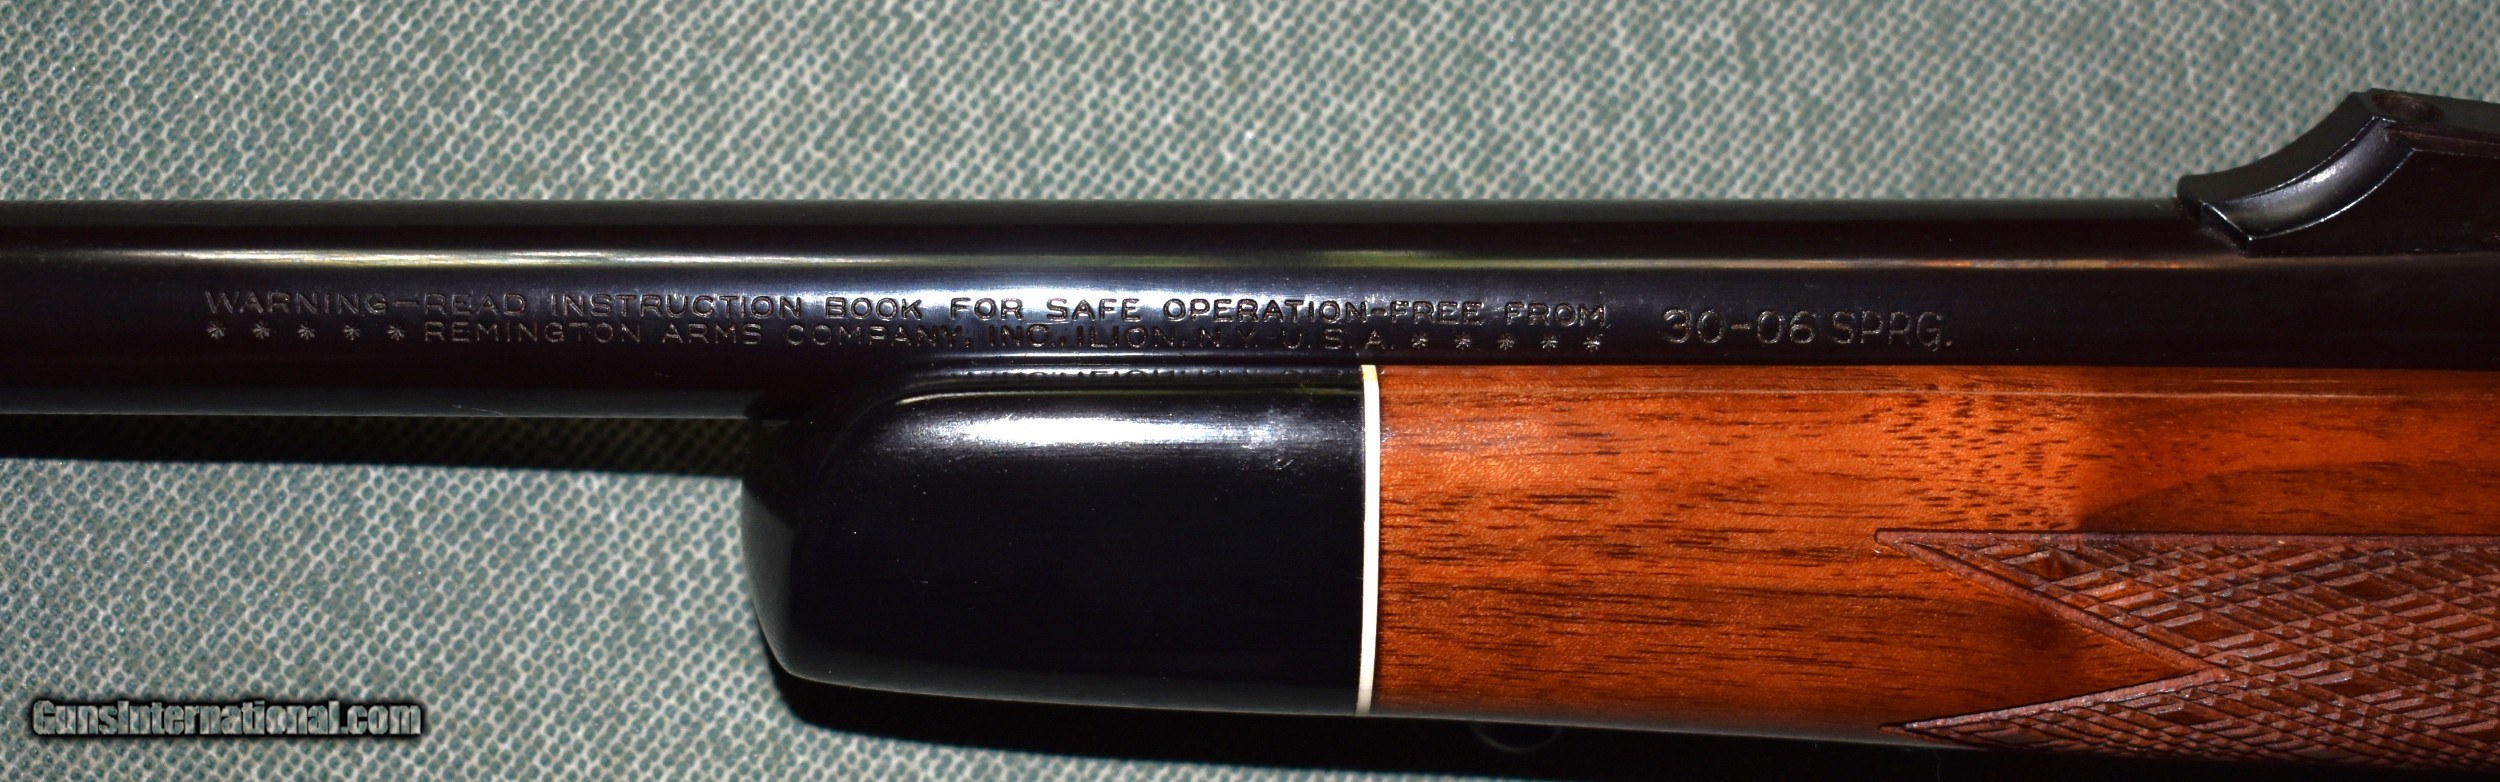 WARNING—READ INSTRUCTION BOOK FOR SAFE OPERATION-FREE FROM
* * * * * REMINGTON ARMS COMPANY, INC. ILION, N.Y. U.S.A. * * * * *
30-06 SPRG.
GunsInternational.com